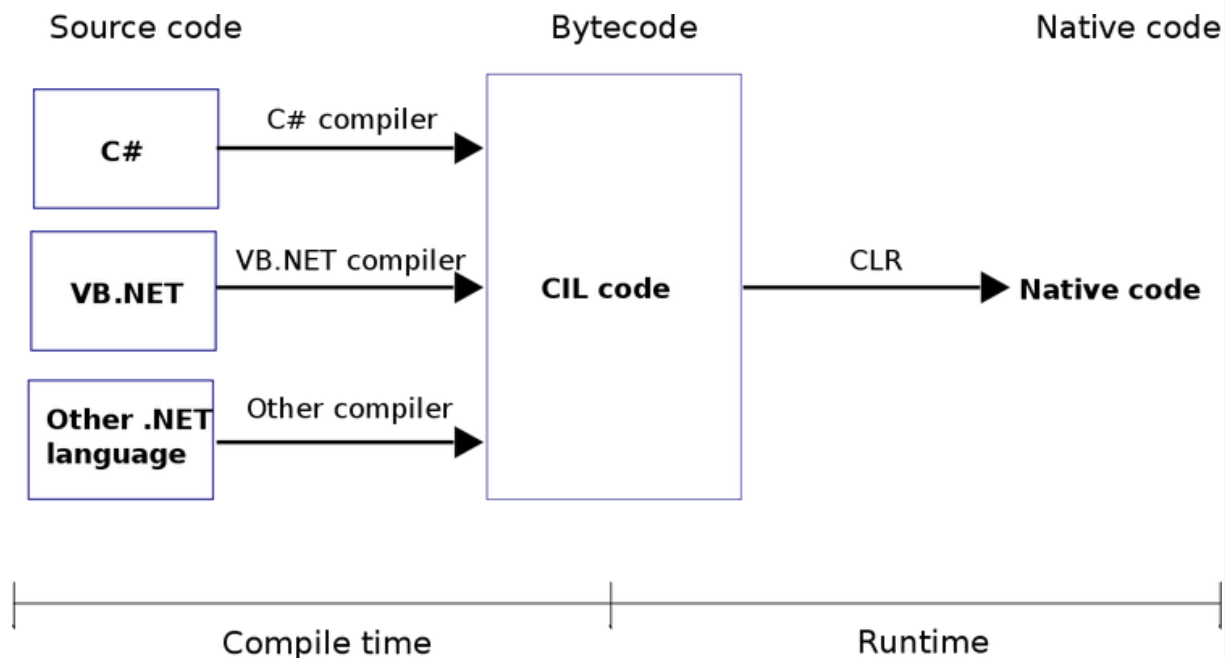 Source code
Bytecode
Native code
C#
C# compiler
VB.NET
VB.NET compiler
CIL code
CLR
Native code
Other .NET
language
Other compiler
Compile time
Runtime